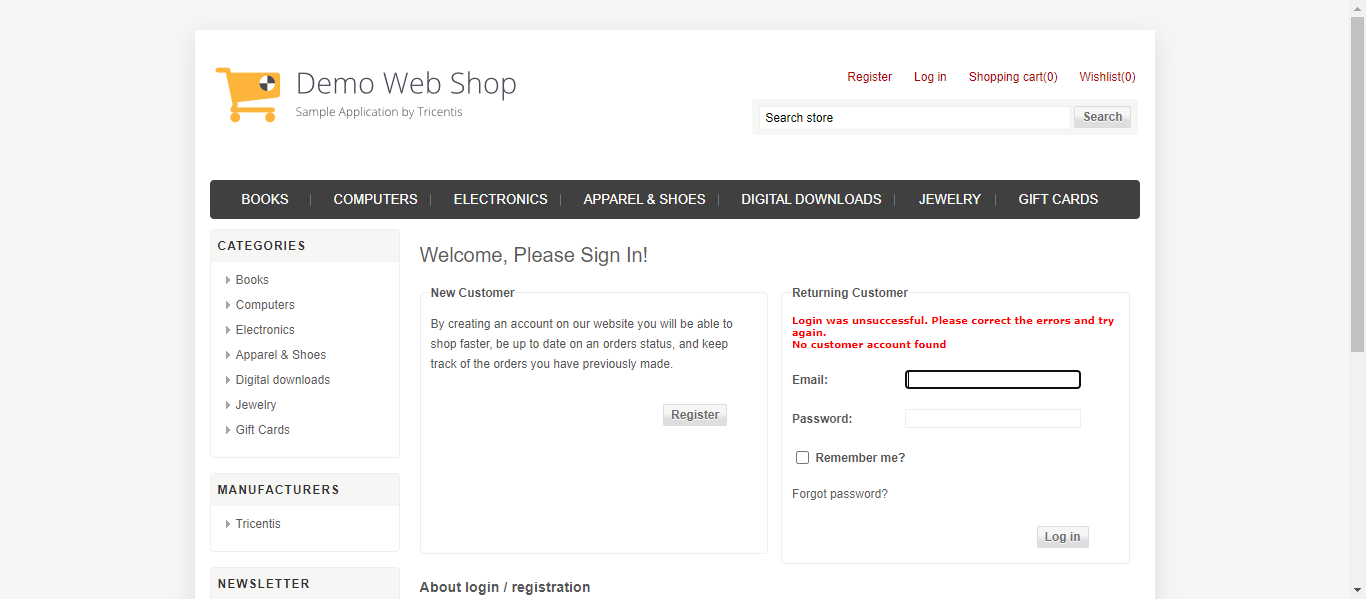 Demo Web Shop
Sample Application by Tricentis
Register Log in Shopping cart(0) Wishlist(0)
Search store Search
BOOKS COMPUTERS ELECTRONICS APPAREL & SHOES DIGITAL DOWNLOADS JEWELRY GIFT CARDS
CATEGORIES
Books
Computers
Electronics
Apparel & Shoes
Digital downloads
Jewelry
Gift Cards
MANUFACTURERS
Tricentis
NEWSLETTER
Welcome, Please Sign In!
New Customer
By creating an account on our website you will be able to
shop faster, be up to date on an orders status, and keep
track of the orders you have previously made.
Register
Returning Customer
Login was unsuccessful. Please correct the errors and try
again.
No customer account found
Email:
Password:
Remember me?
Forgot password?
Log in
About login / registration